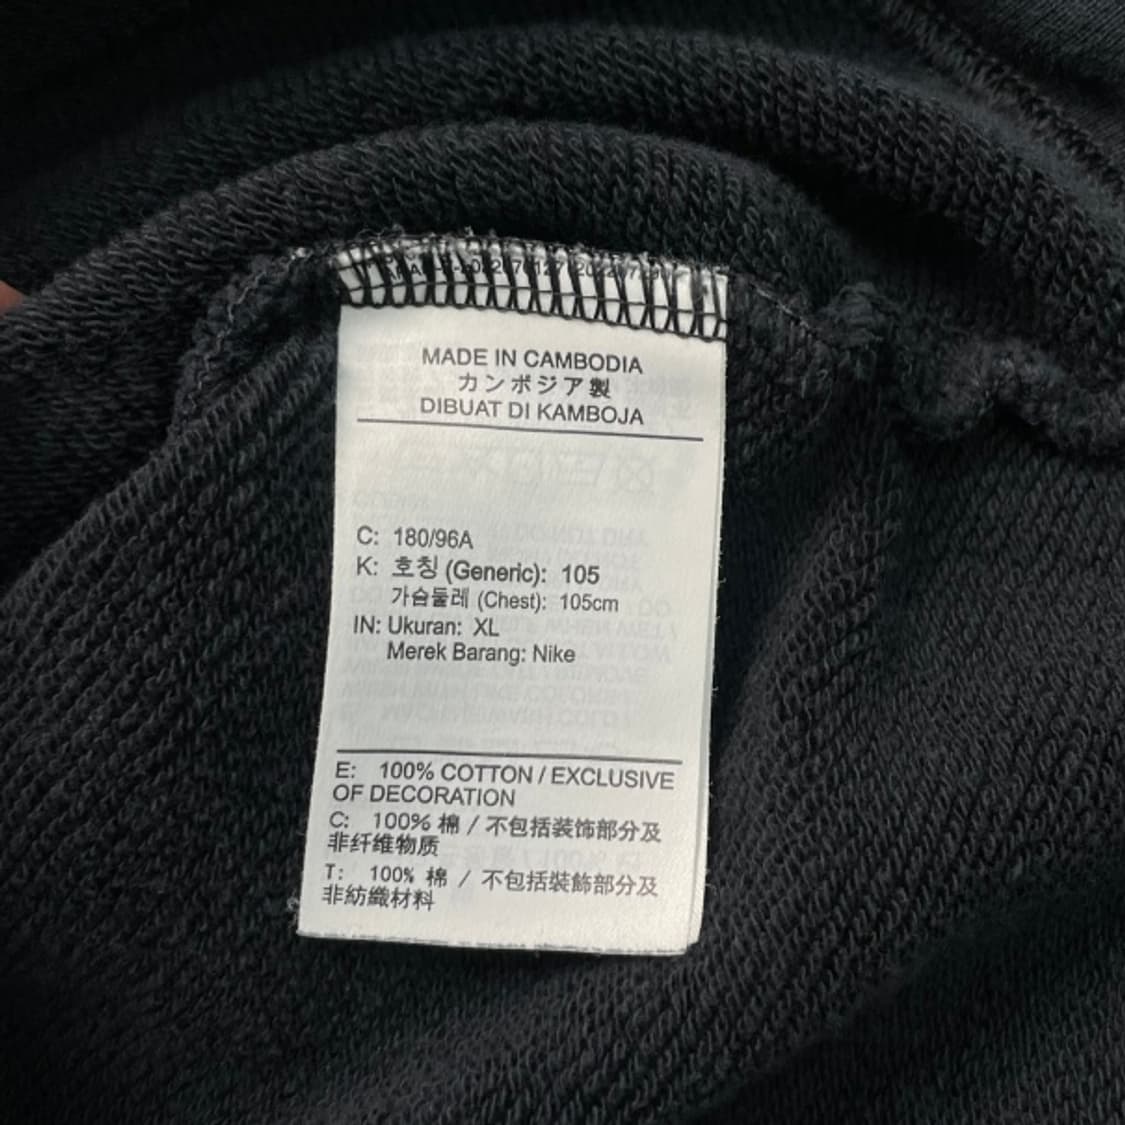 MADE IN CAMBODIA
カンボジア製
DIBUAT DI KAMBOJA
C: 180/96A
K: 호칭 (Generic): 105
가슴둘레 (Chest): 105cm
IN: Ukuran: XL
Merek Barang: Nike
E: 100% COTTON / EXCLUSIVE
OF DECORATION
C: 100% 棉 / 不包括装饰部分及
非纤维物质
T: 100% 棉 / 不包括裝飾部分及
非紡織材料